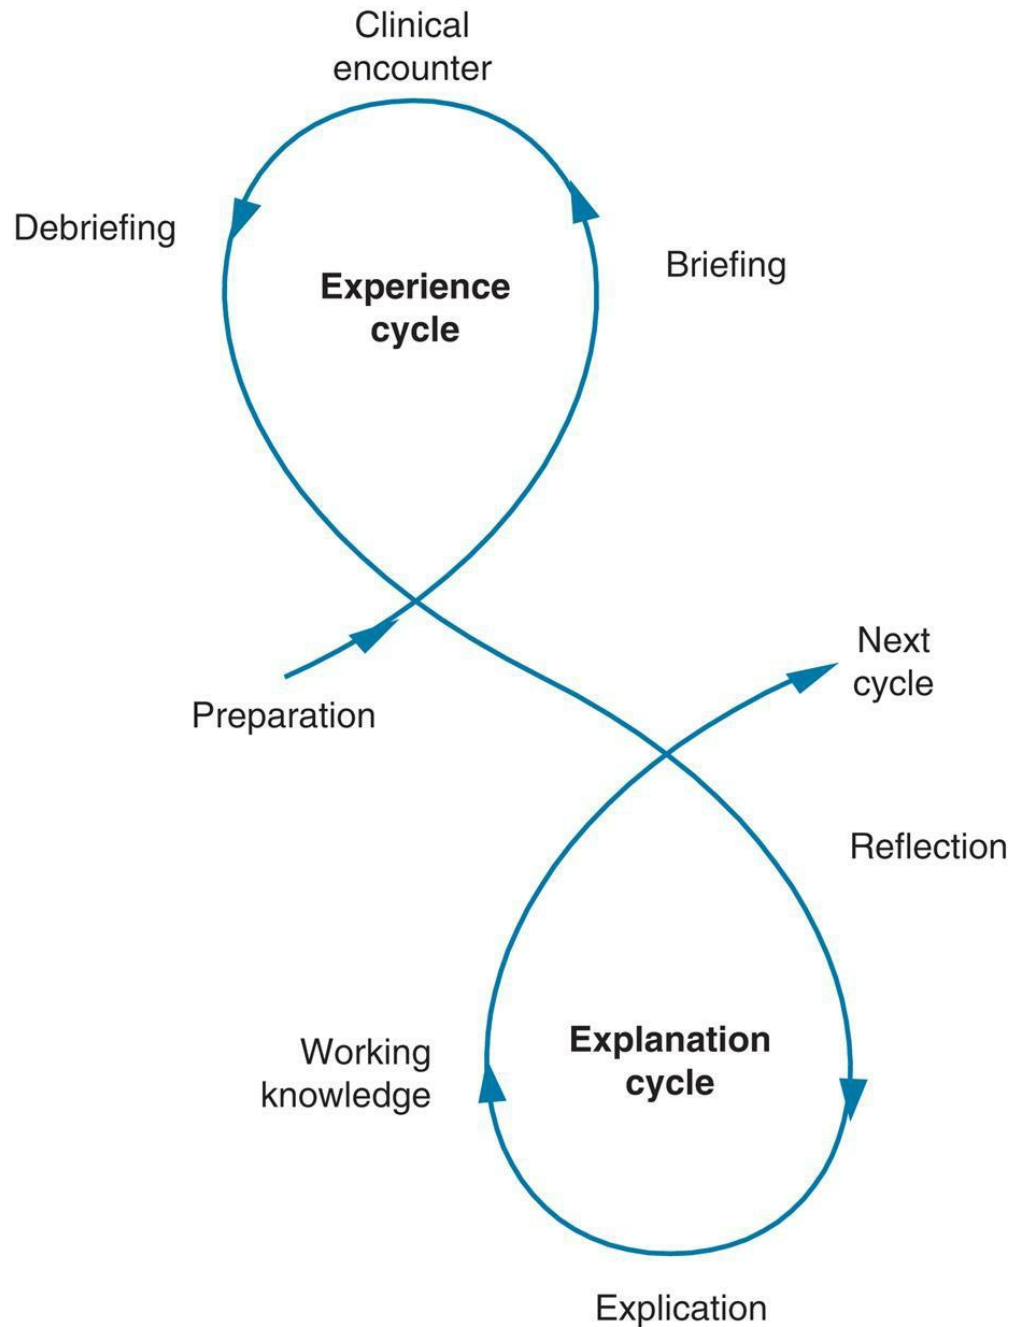 Clinical
encounter
Debriefing
Briefing
Experience
cycle
Next
cycle
Preparation
Reflection
Working
knowledge
Explanation
cycle
Explication